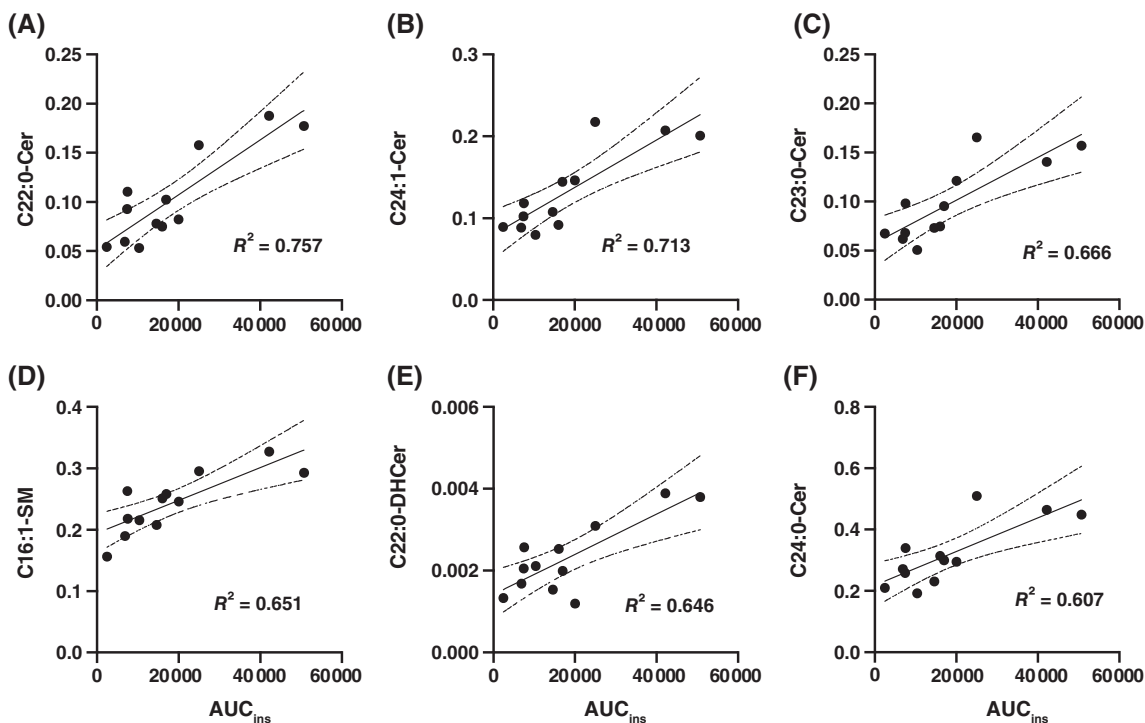 (A)
C22:0-Cer
0.25
0.20
0.15
0.10
0.05
0.00
R² = 0.757
0 20000 40000 60000
(B)
C24:1-Cer
0.3
0.2
0.1
0.0
R² = 0.713
0 20000 40000 60000
(C)
C23:0-Cer
0.25
0.20
0.15
0.10
0.05
0.00
R² = 0.666
0 20000 40000 60000
(D)
C16:1-SM
0.4
0.3
0.2
0.1
0.0
R² = 0.651
0 20000 40000 60000
AUCins
(E)
C22:0-DHCer
0.006
0.004
0.002
0.000
R² = 0.646
0 20000 40000 60000
AUCins
(F)
C24:0-Cer
0.8
0.6
0.4
0.2
0.0
R² = 0.607
0 20000 40000 60000
AUCins